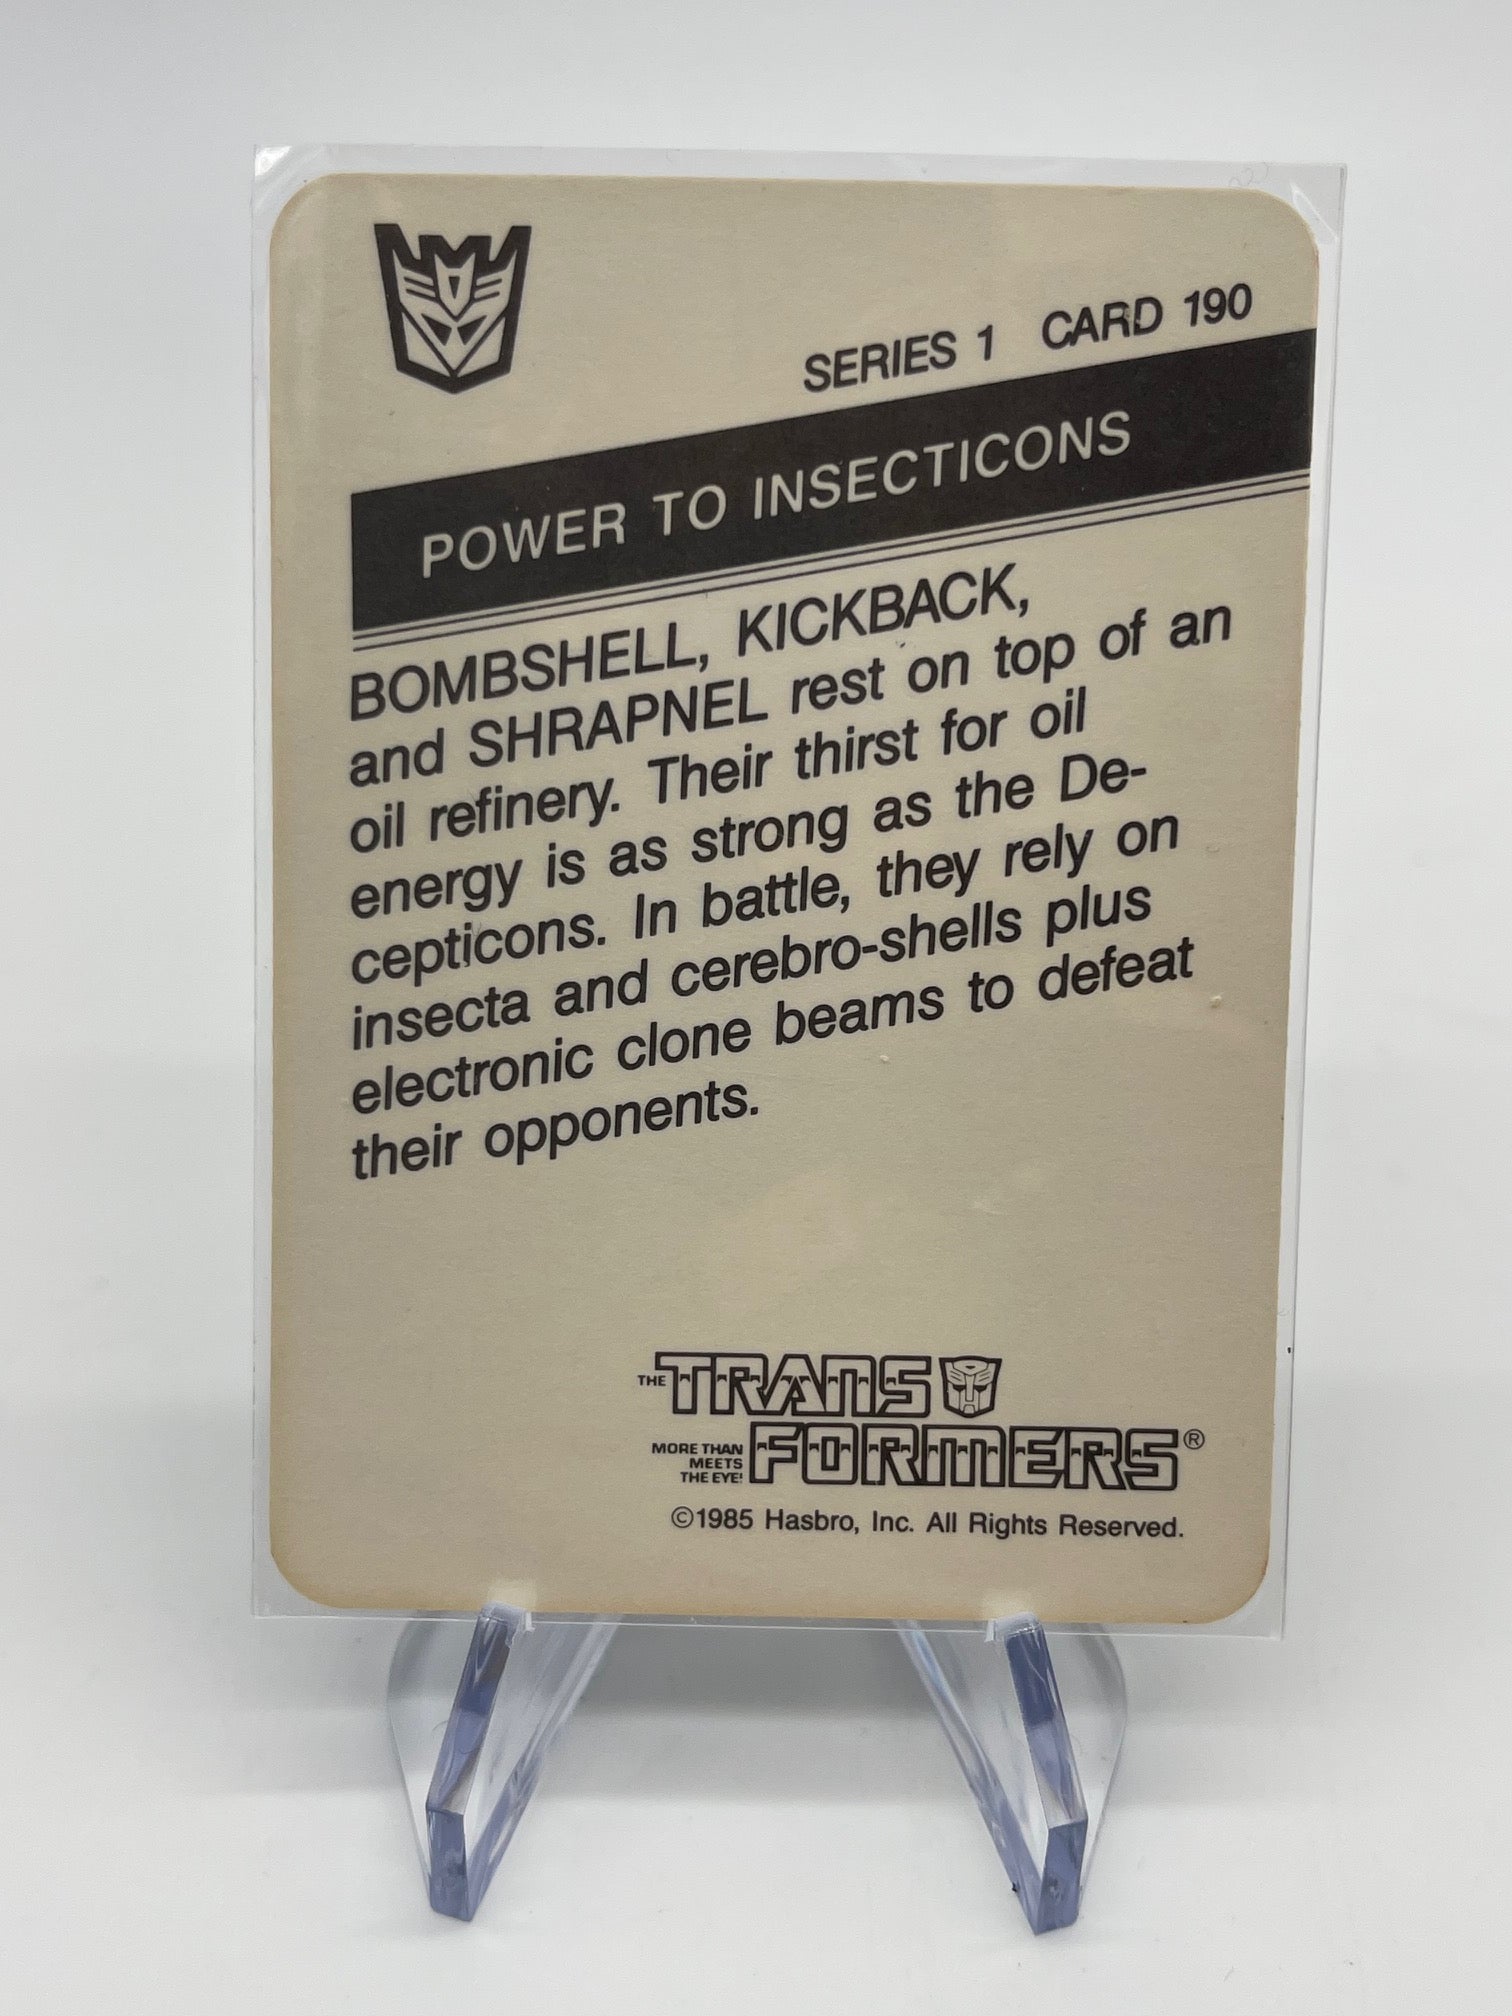 SERIES 1 CARD 190
POWER TO INSECTICONS
BOMBSHELL, KICKBACK,
and SHRAPNEL rest on top of an
oil refinery. Their thirst for oil
energy is as strong as the De-
cepticons. In battle, they rely on
insecta and cerebro-shells plus
electronic clone beams to defeat
their opponents.
THE TRANS
MORE THAN
MEETS
THE EYE!
FORMERS®
©1985 Hasbro, Inc. All Rights Reserved.